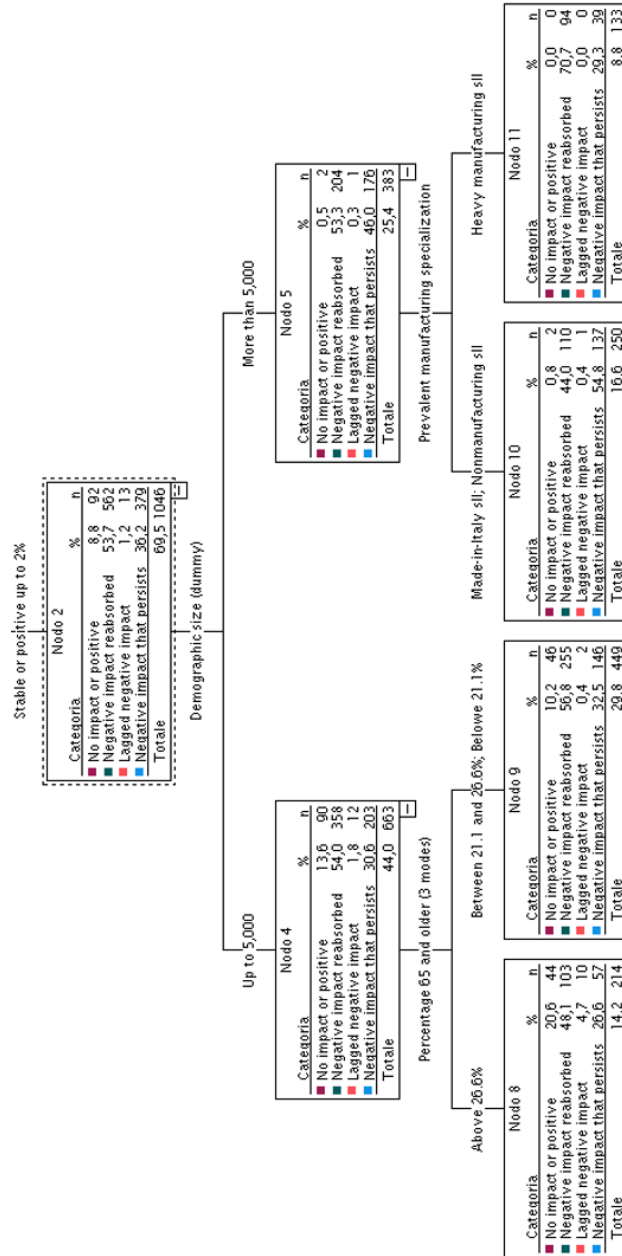 Stable or positive up to 2%
Nodo 2
Categoria % n
No impact or positive 8,8 92
Negative impact reabsorbed 53,7 562
Lagged negative impact 1,2 13
Negative impact that persists 36,2 379
Totale 69,5 1046
Demographic size (dummy)
Up to 5,000
More than 5,000
Nodo 4
Categoria % n
No impact or positive 13,6 90
Negative impact reabsorbed 54,0 358
Lagged negative impact 1,8 12
Negative impact that persists 30,6 203
Totale 44,0 663
Nodo 5
Categoria % n
No impact or positive 0,5 2
Negative impact reabsorbed 53,3 204
Lagged negative impact 0,3 1
Negative impact that persists 46,0 176
Totale 25,4 383
Percentage 65 and older (3 modes)
Prevalent manufacturing specialization
Above 26.6%
Between 21.1 and 26.6%; Belowe 21.1%
Made-in-Italy sll; Nonmanufacturing sll
Heavy manufacturing sll
Nodo 8
Categoria % n
No impact or positive 20,6 44
Negative impact reabsorbed 48,1 103
Lagged negative impact 4,7 10
Negative impact that persists 26,6 57
Totale 14,2 214
Nodo 9
Categoria % n
No impact or positive 10,2 46
Negative impact reabsorbed 56,8 255
Lagged negative impact 0,4 2
Negative impact that persists 32,5 146
Totale 29,8 449
Nodo 10
Categoria % n
No impact or positive 0,8 2
Negative impact reabsorbed 44,0 110
Lagged negative impact 0,4 1
Negative impact that persists 54,8 137
Totale 16,6 250
Nodo 11
Categoria % n
No impact or positive 0,0 0
Negative impact reabsorbed 70,7 94
Lagged negative impact 0,0 0
Negative impact that persists 29,3 39
Totale 8,8 133